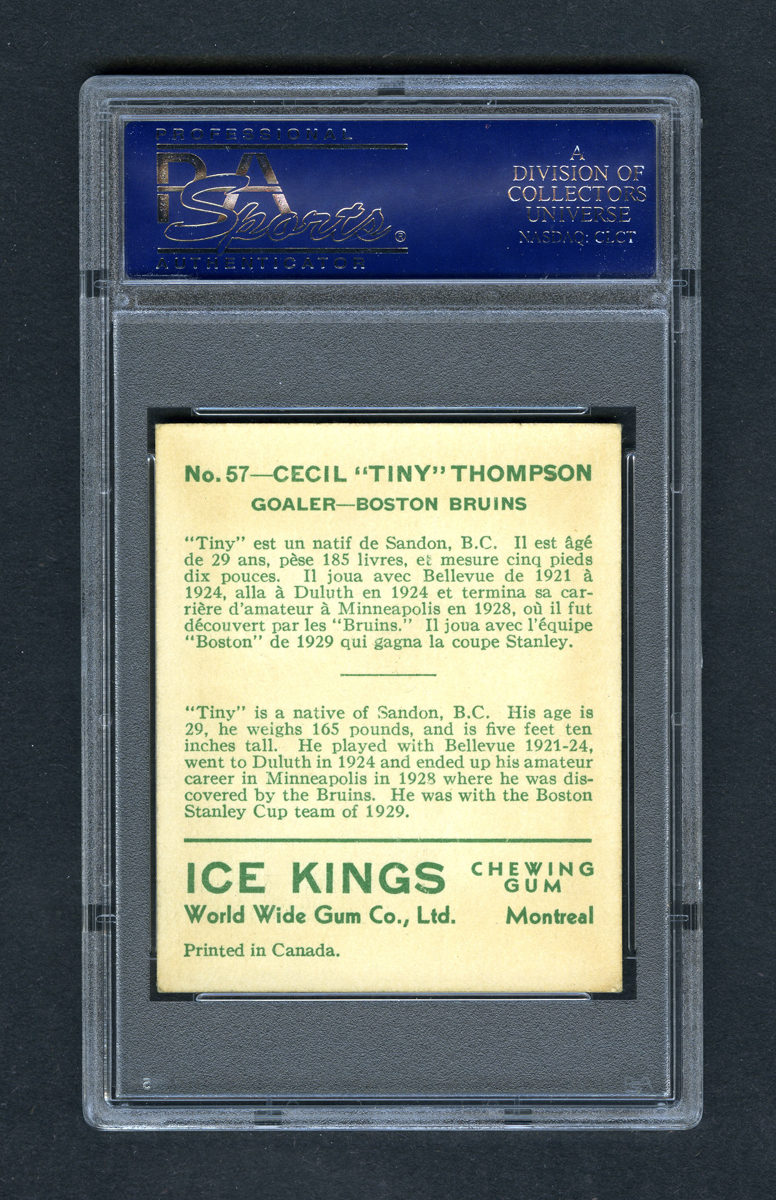 PROFESSIONAL
PSA
Sports®
AUTHENTICATOR
A
DIVISION OF
COLLECTORS
UNIVERSE
NASDAQ: CLCT
No. 57—CECIL "TINY" THOMPSON
GOALER—BOSTON BRUINS
"Tiny" est un natif de Sandon, B.C. Il est âgé
de 29 ans, pèse 185 livres, et mesure cinq pieds
dix pouces. Il joua avec Bellevue de 1921 à
1924, alla à Duluth en 1924 et termina sa car-
rière d'amateur à Minneapolis en 1928, où il fut
découvert par les "Bruins." Il joua avec l'équipe
"Boston" de 1929 qui gagna la coupe Stanley.
"Tiny" is a native of Sandon, B.C. His age is
29, he weighs 165 pounds, and is five feet ten
inches tall. He played with Bellevue 1921-24,
went to Duluth in 1924 and ended up his amateur
career in Minneapolis in 1928 where he was dis-
covered by the Bruins. He was with the Boston
Stanley Cup team of 1929.
ICE KINGS CHEWING
GUM
World Wide Gum Co., Ltd. Montreal
Printed in Canada.